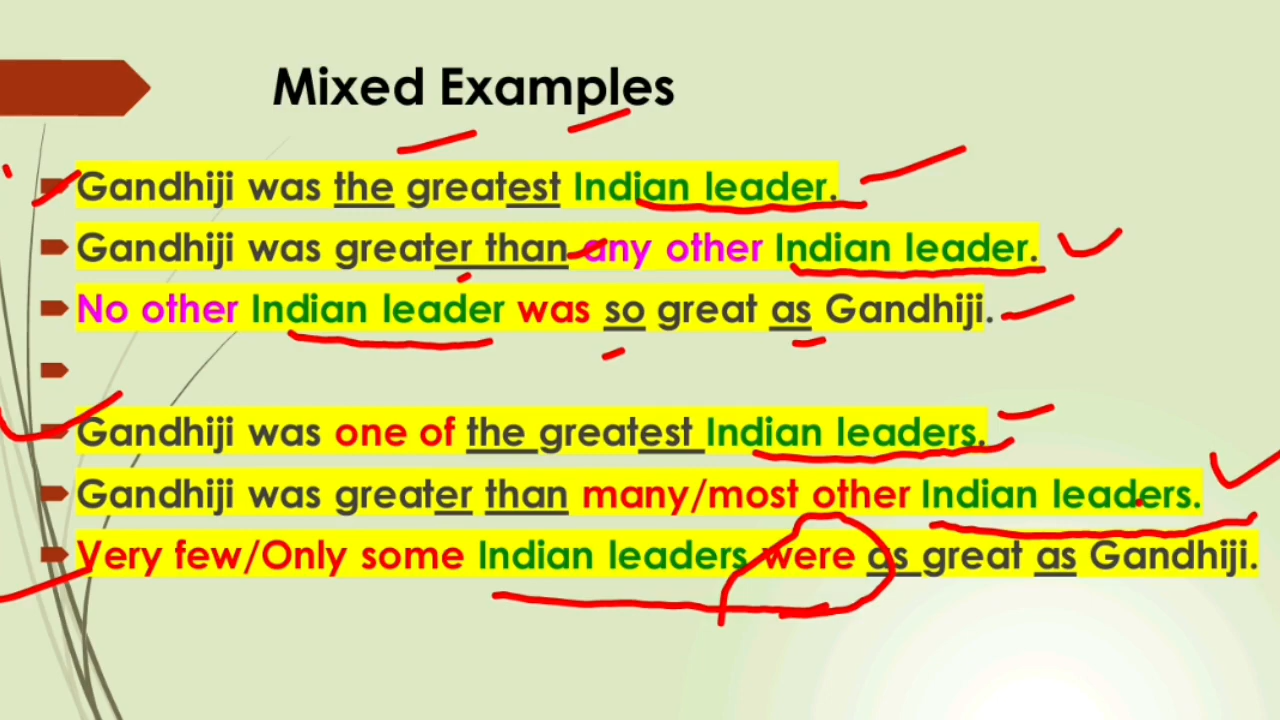 Mixed Examples
Gandhiji was the greatest Indian leader.
Gandhiji was greater than any other Indian leader.
No other Indian leader was so great as Gandhiji.
Gandhiji was one of the greatest Indian leaders.
Gandhiji was greater than many/most other Indian leaders.
Very few/Only some Indian leaders were as great as Gandhiji.